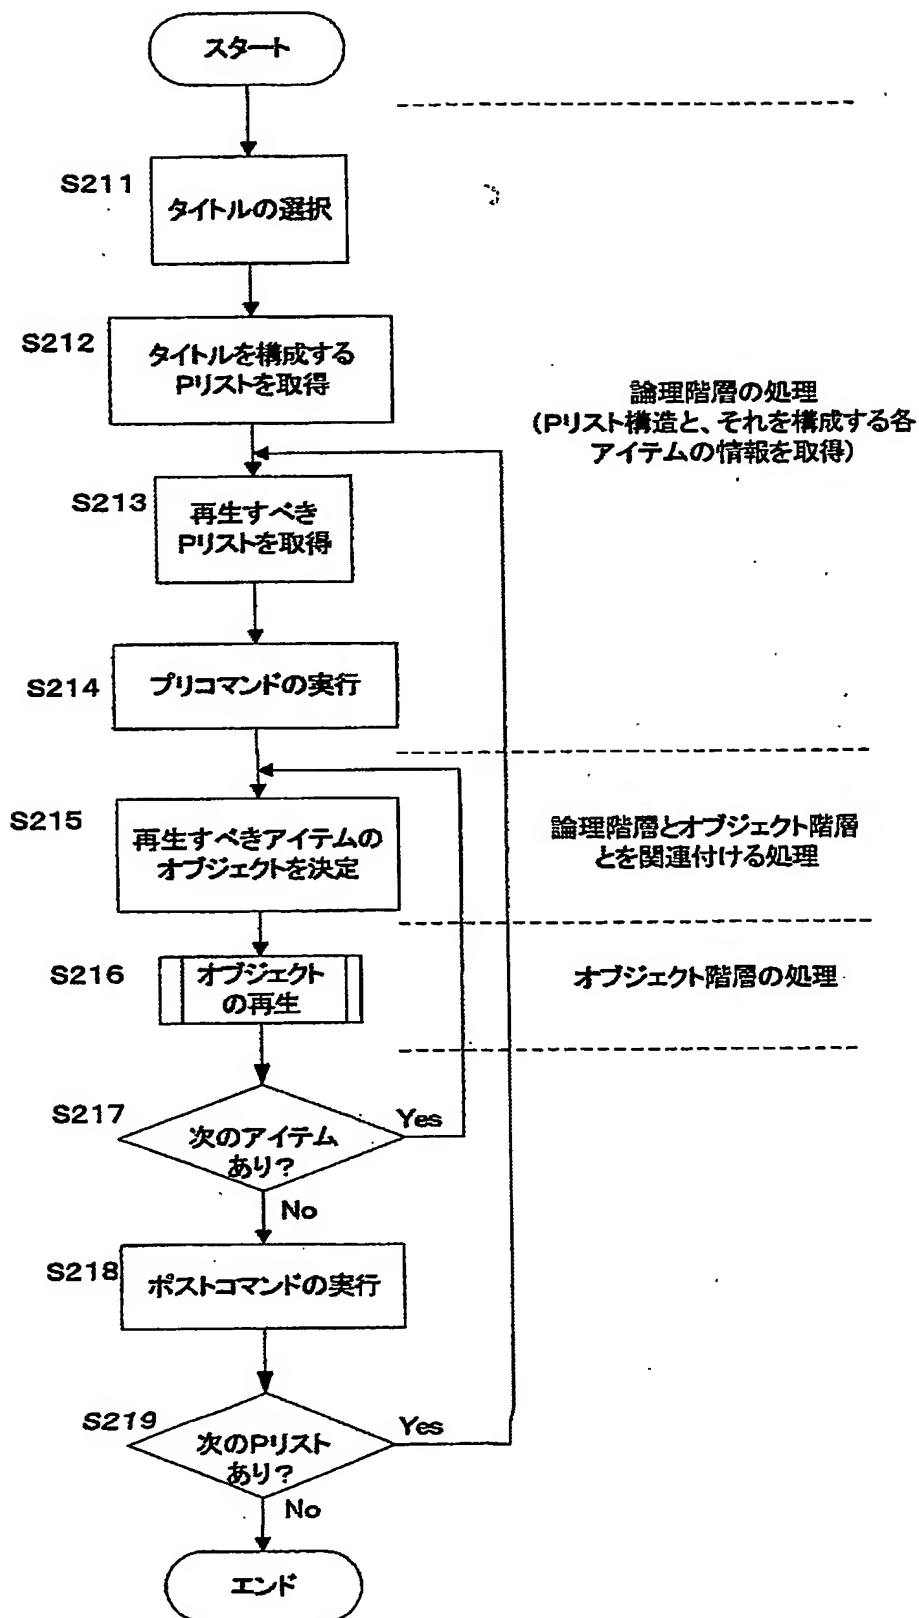 スタート
S211
タイトルの選択
S212
タイトルを構成する
Pリストを取得
論理階層の処理
(Pリスト構造と、それを構成する各
アイテムの情報を取得)
S213
再生すべき
Pリストを取得
S214
プリコマンドの実行
S215
再生すべきアイテムの
オブジェクトを決定
論理階層とオブジェクト階層
とを関連付ける処理
S216
オブジェクト
の再生
オブジェクト階層の処理
S217
次のアイテム
あり?
Yes
No
S218
ポストコマンドの実行
S219
次のPリスト
あり?
Yes
No
エンド